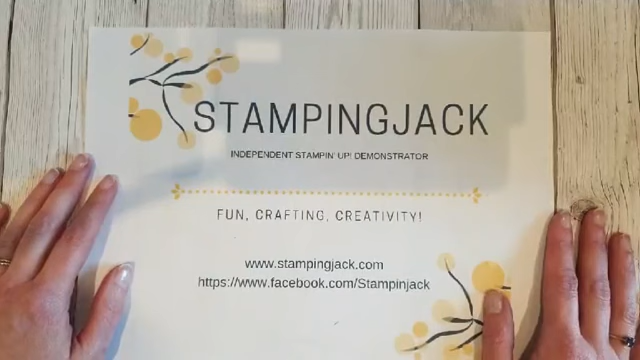 STAMPINGJACK
INDEPENDENT STAMPIN' UP! DEMONSTRATOR
FUN, CRAFTING, CREATIVITY!
www.stampingjack.com
https://www.facebook.com/Stampinjack